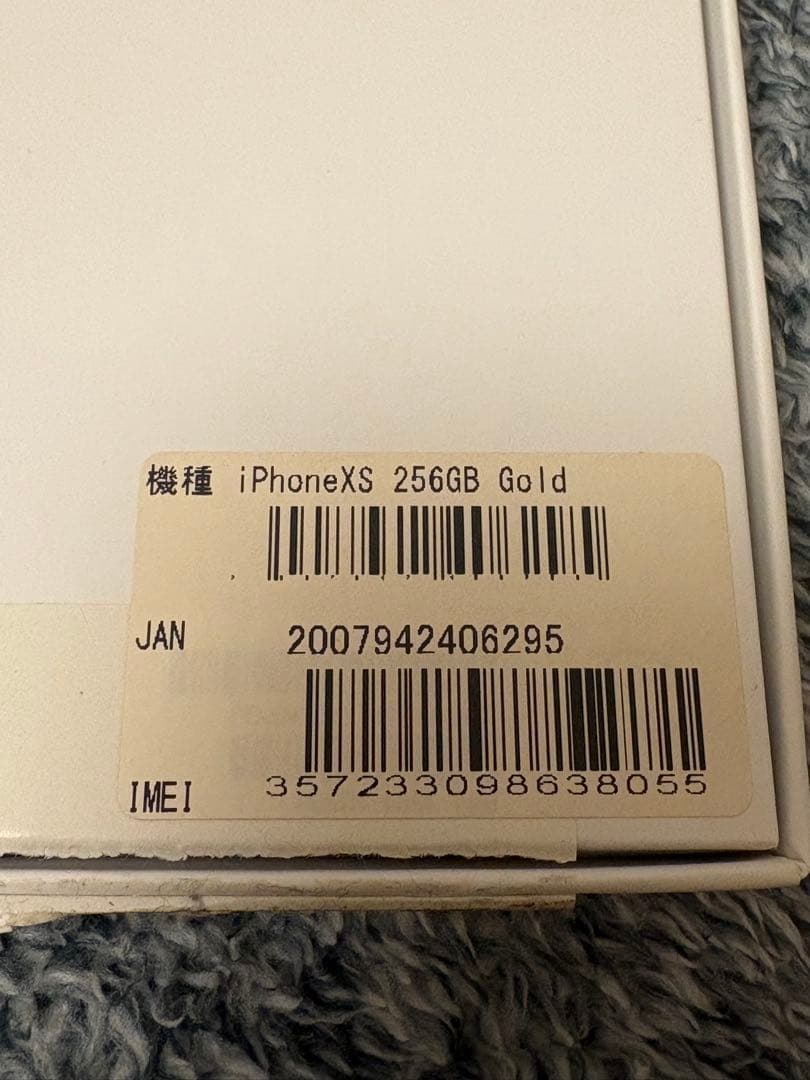 機種 iPhoneXS 256GB Gold
JAN 2007942406295
IMEI 357233098638055